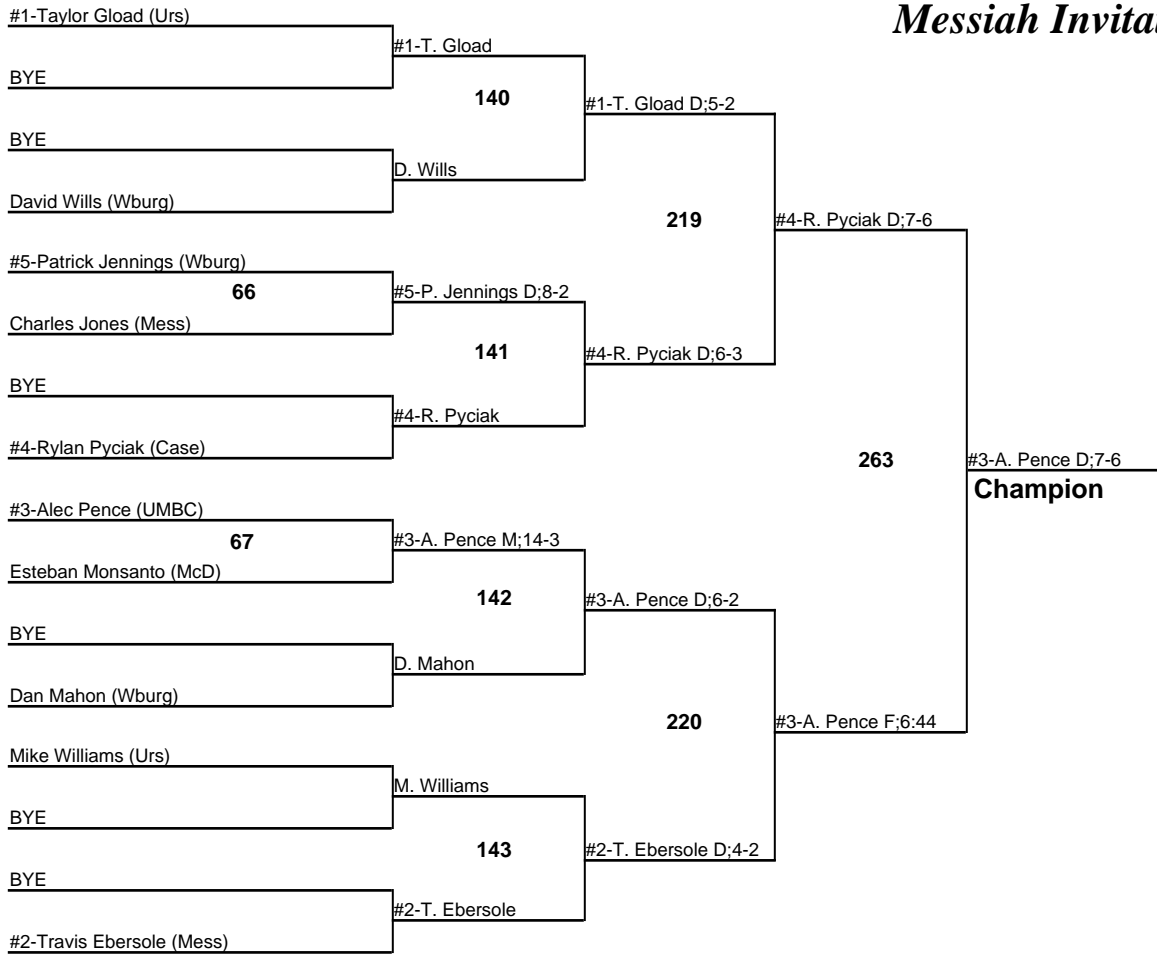 #1-Taylor Gload (Urs)
Messiah
#1-T. Gload
BYE
140
#1-T. Gload D;5-2
BYE
D. Wills
David Wills (Wburg)
219
#4-R. Pyciak D;7-6
#5-Patrick Jennings (Wburg)
66
#5-P. Jennings D;8-2
Charles Jones (Mess)
141
#4-R. Pyciak D;6-3
BYE
#4-R. Pyciak
#4-Rylan Pyciak (Case)
263
#3-A. Pence D;7-6
Champion
#3-Alec Pence (UMBC)
67
#3-A. Pence M;14-3
Esteban Monsanto (McD)
142
#3-A. Pence D;6-2
BYE
D. Mahon
Dan Mahon (Wburg)
220
#3-A. Pence F;6:44
Mike Williams (Urs)
M. Williams
BYE
143
#2-T. Ebersole D;4-2
BYE
#2-T. Ebersole
#2-Travis Ebersole (Mess)